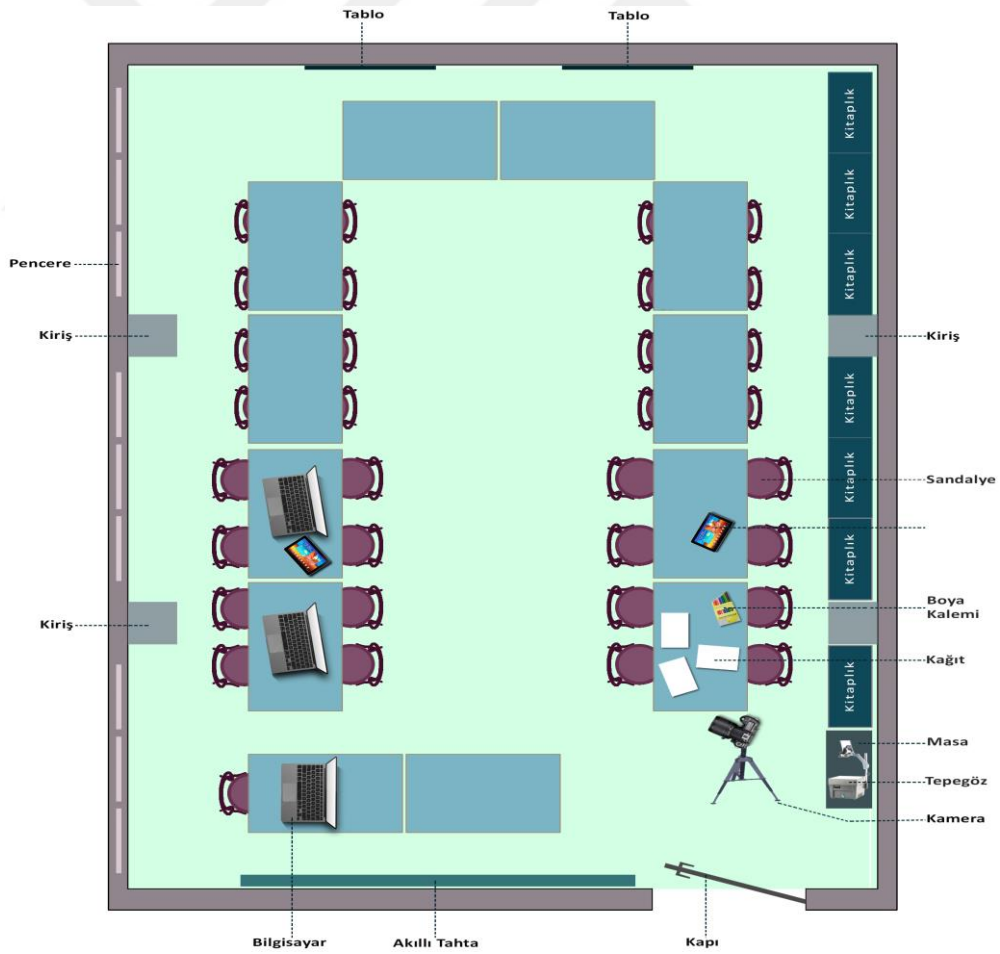 Tablo
Tablo
Kitaplık
Kitaplık
Pencere
Kitaplık
Kiriş
Kiriş
Kitaplık
Kitaplık
Sandalye
Kitaplık
Boya
Kalemi
Kiriş
Kağıt
Kitaplık
Masa
Tepegöz
Kamera
Bilgisayar
Akıllı Tahta
Kapı